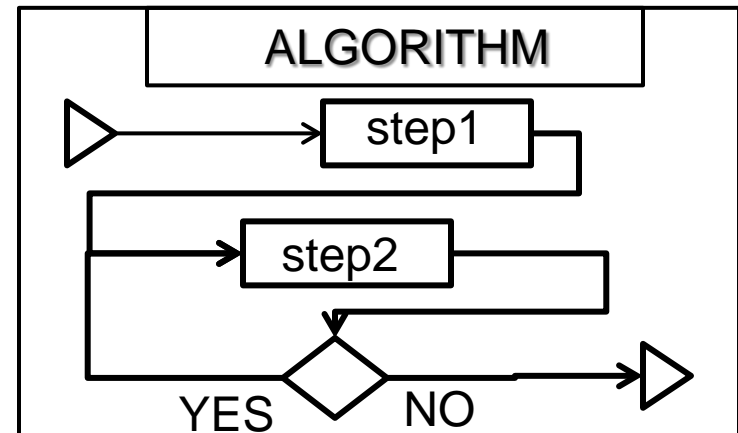 ALGORITHM
step1
step2
YES
NO